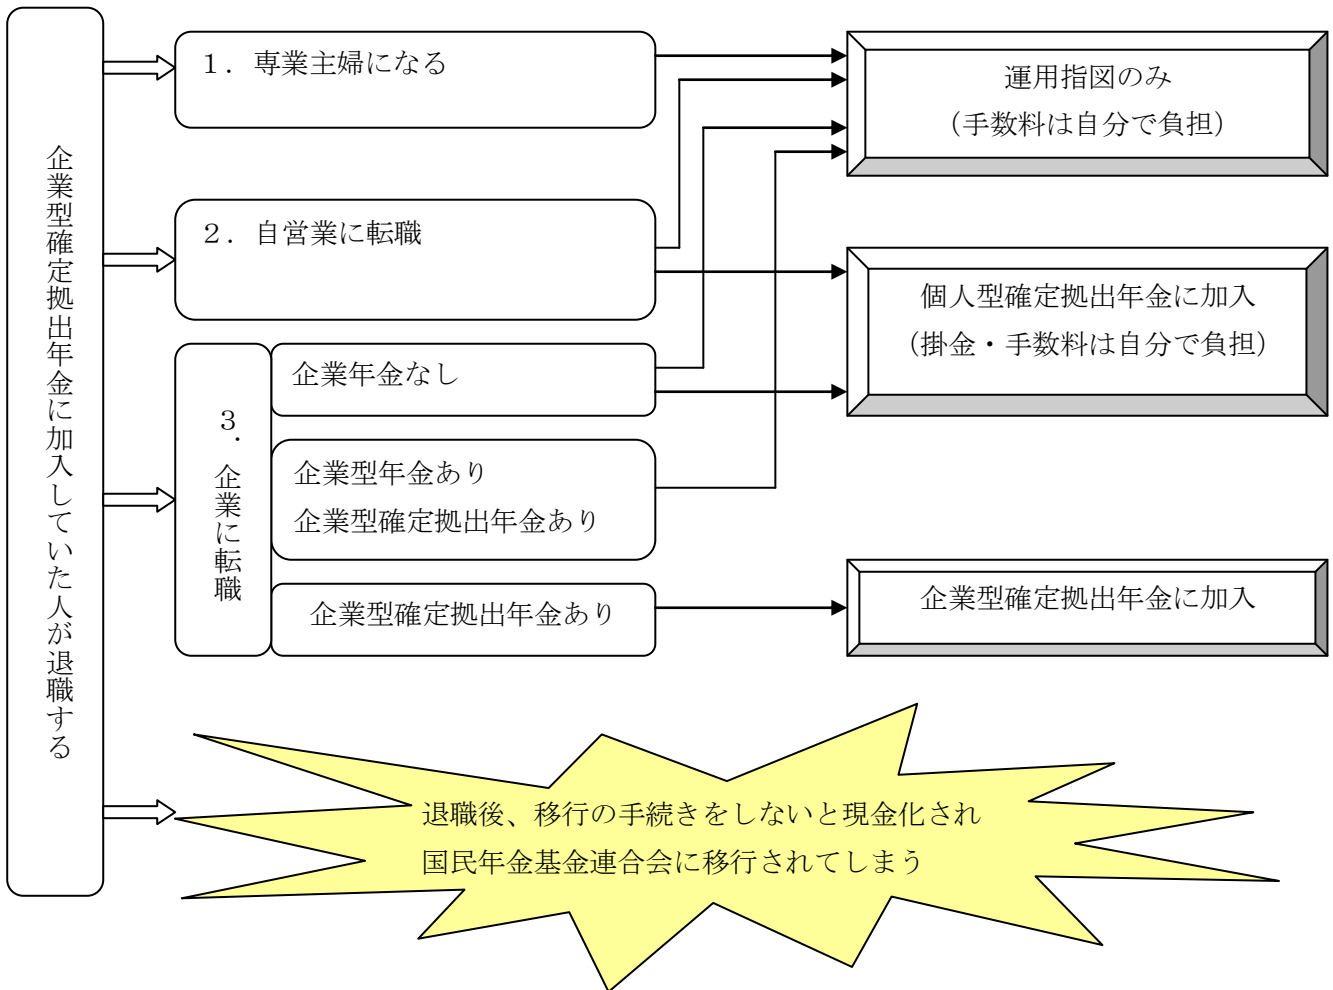 企業型確定拠出年金に加入していた人が退職する
１．専業主婦になる
２．自営業に転職
３．企業に転職
企業年金なし
企業型年金あり
企業型確定拠出年金あり
企業型確定拠出年金あり
運用指図のみ
（手数料は自分で負担）
個人型確定拠出年金に加入
（掛金・手数料は自分で負担）
企業型確定拠出年金に加入
退職後、移行の手続きをしないと現金化され
国民年金基金連合会に移行されてしまう